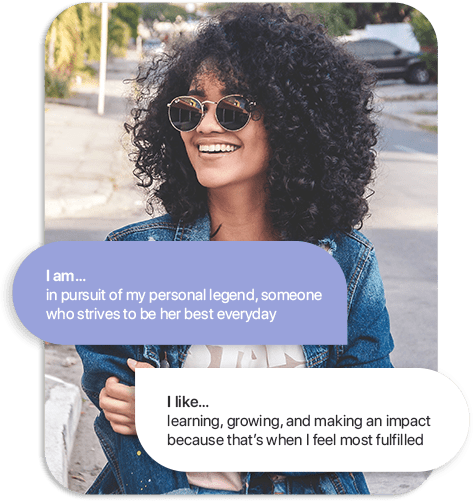 I am...
in pursuit of my personal legend, someone
who strives to be her best everyday
I like...
learning, growing, and making an impact
because that's when I feel most fulfilled